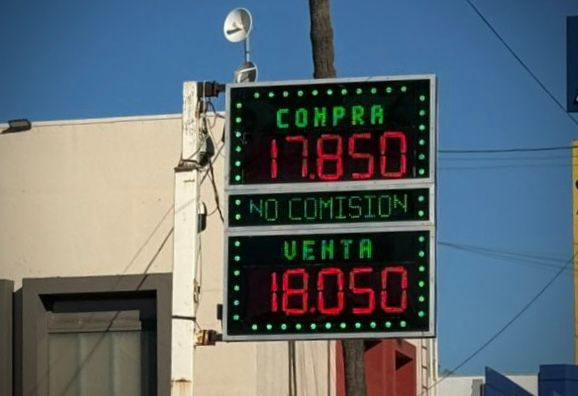 COMPRA
17.850
NO COMISION
VENTA
18.050